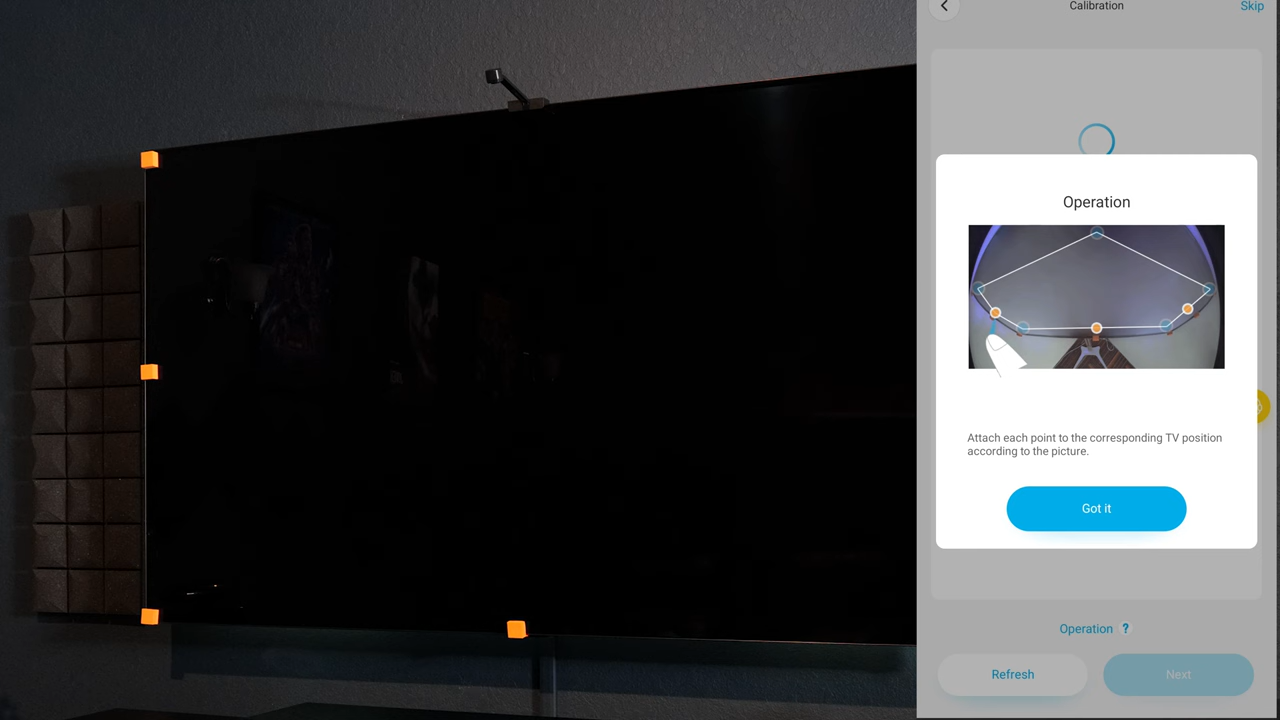 Calibration
Skip
Operation
Attach each point to the corresponding TV position
according to the picture.
Got it
Operation ?
Refresh
Next